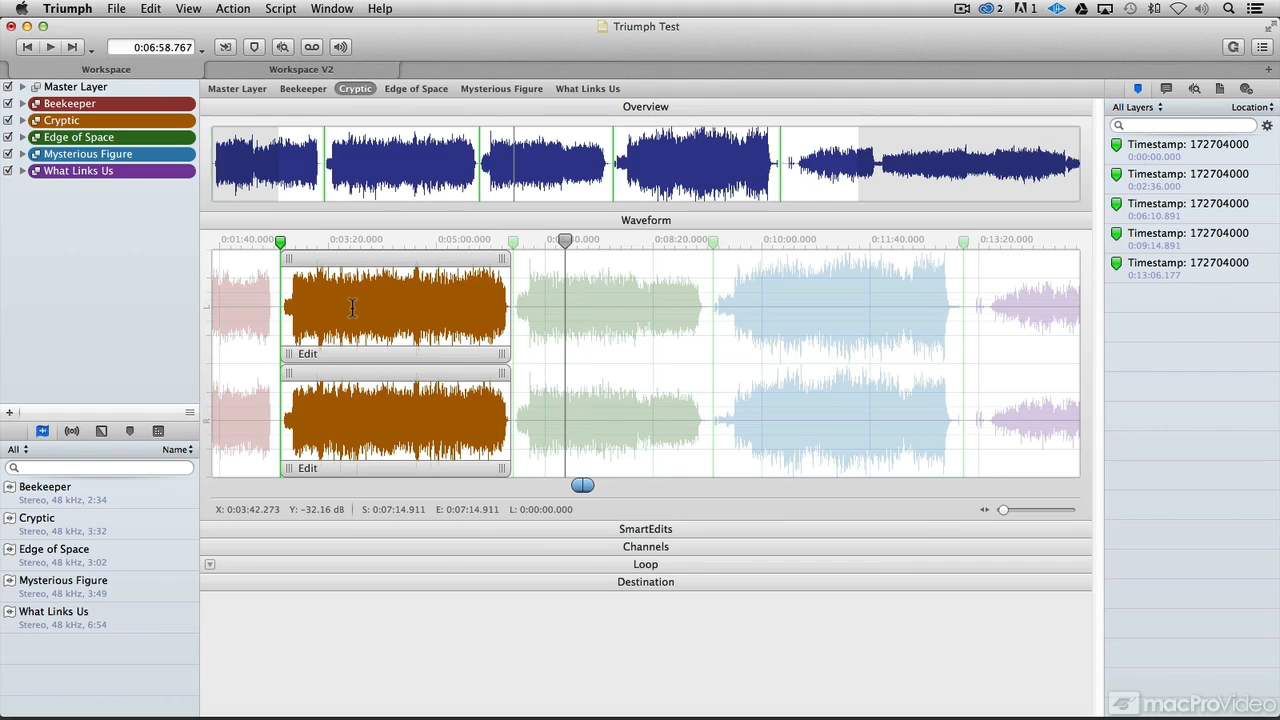 Triumph File Edit View Action Script Window Help 2 1
Triumph Test
0:06:58.767
Workspace Workspace V2
Master Layer
Beekeeper
Cryptic
Edge of Space
Mysterious Figure
What Links Us
All Name
Beekeeper
Stereo, 48 kHz, 2:34
Cryptic
Stereo, 48 kHz, 3:32
Edge of Space
Stereo, 48 kHz, 3:02
Mysterious Figure
Stereo, 48 kHz, 3:49
What Links Us
Stereo, 48 kHz, 6:54
Master Layer Beekeeper Cryptic Edge of Space Mysterious Figure What Links Us
Overview
Waveform
0:01:40.000 0:03:20.000 0:05:00.000 0:08:20.000 0:10:00.000 0:11:40.000 0:13:20.000
L
Edit
R
Edit
X: 0:03:42.273 Y: -32.16 dB S: 0:07:14.911 E: 0:07:14.911 L: 0:00:00.000
SmartEdits
Channels
Loop
Destination
All Layers Location
Timestamp: 172704000
0:00:00.000
Timestamp: 172704000
0:02:36.000
Timestamp: 172704000
0:06:10.891
Timestamp: 172704000
0:09:14.891
Timestamp: 172704000
0:13:06.177
macProVideo